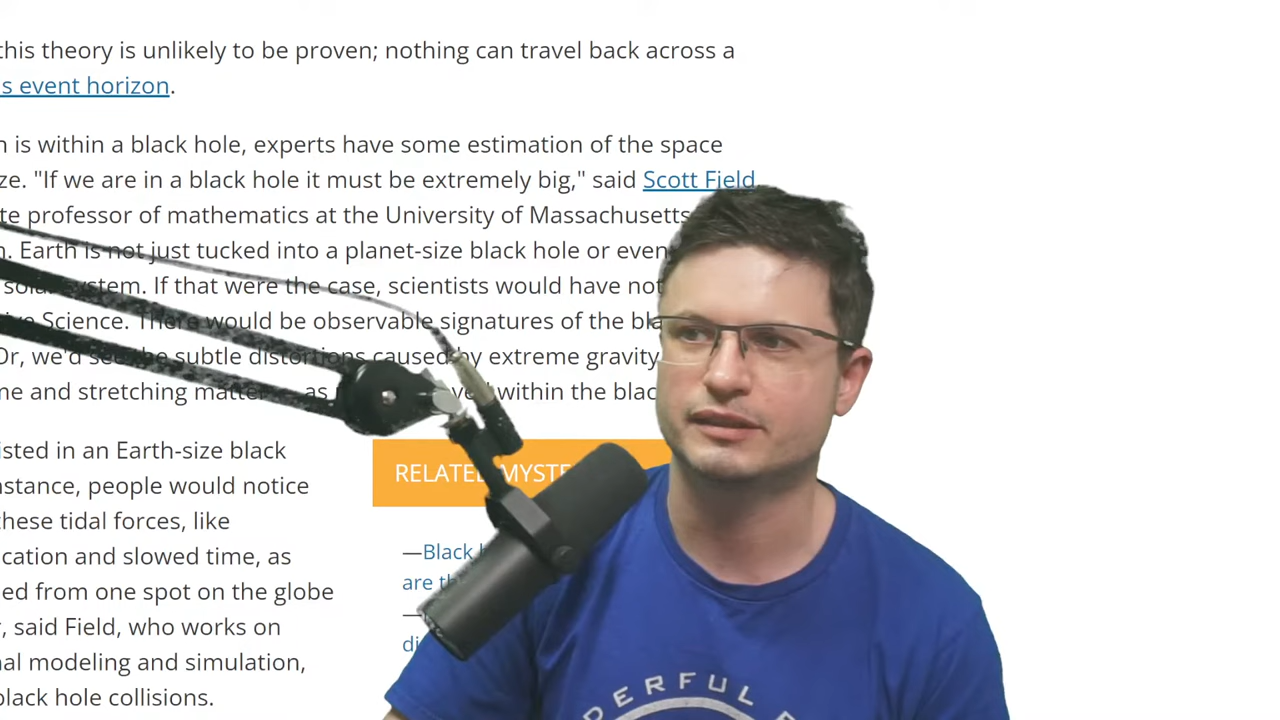 this theory is unlikely to be proven; nothing can travel back across a
s event horizon.
is within a black hole, experts have some estimation of the space
ze. "If we are in a black hole it must be extremely big," said Scott Field,
te professor of mathematics at the University of Massachusetts
. Earth is not just tucked into a planet-size black hole or even
solar system. If that were the case, scientists would have not
Science. There would be observable signatures of the
Or, we'd see the subtle distortions caused by extreme gravity
me and stretching matter as within the
isted in an Earth-size black
nstance, people would notice
these tidal forces, like
cation and slowed time, as
ed from one spot on the globe
, said Field, who works on
nal modeling and simulation,
black hole collisions.
RELATED MYSTE
—Black
are
—
di
DERFUL